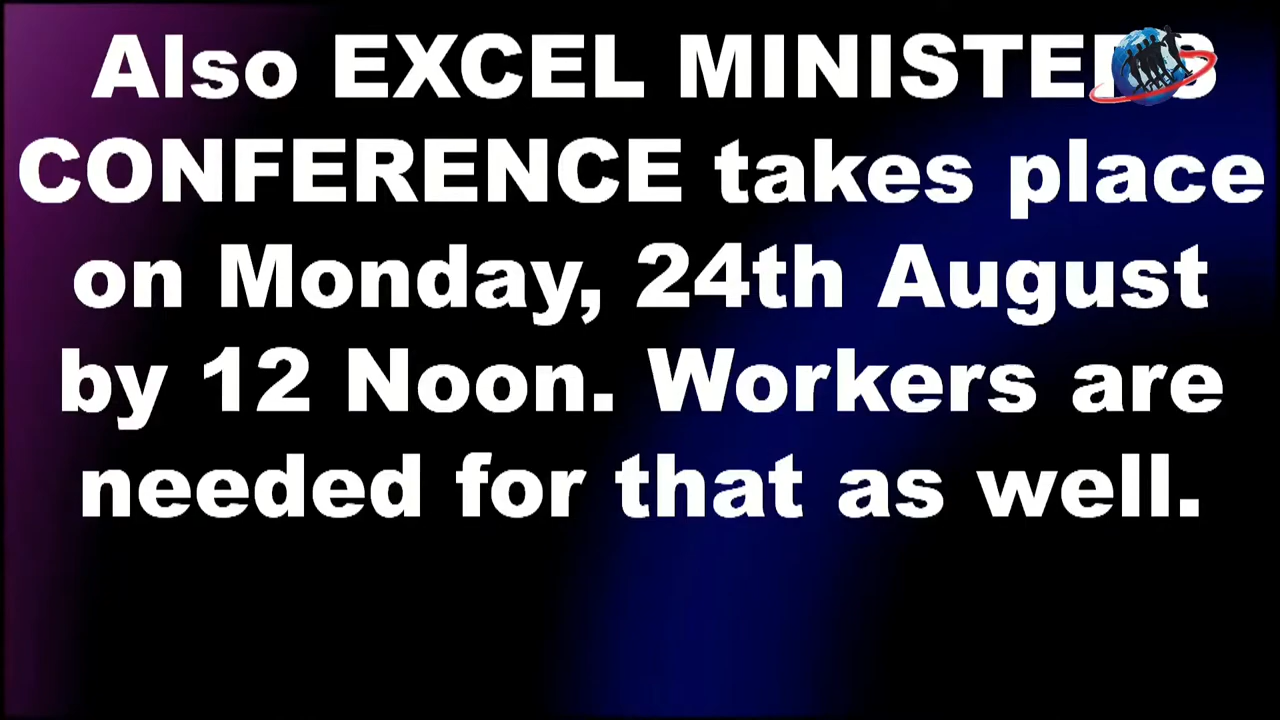 Also EXCEL MINISTERS
CONFERENCE takes place
on Monday, 24th August
by 12 Noon. Workers are
needed for that as well.